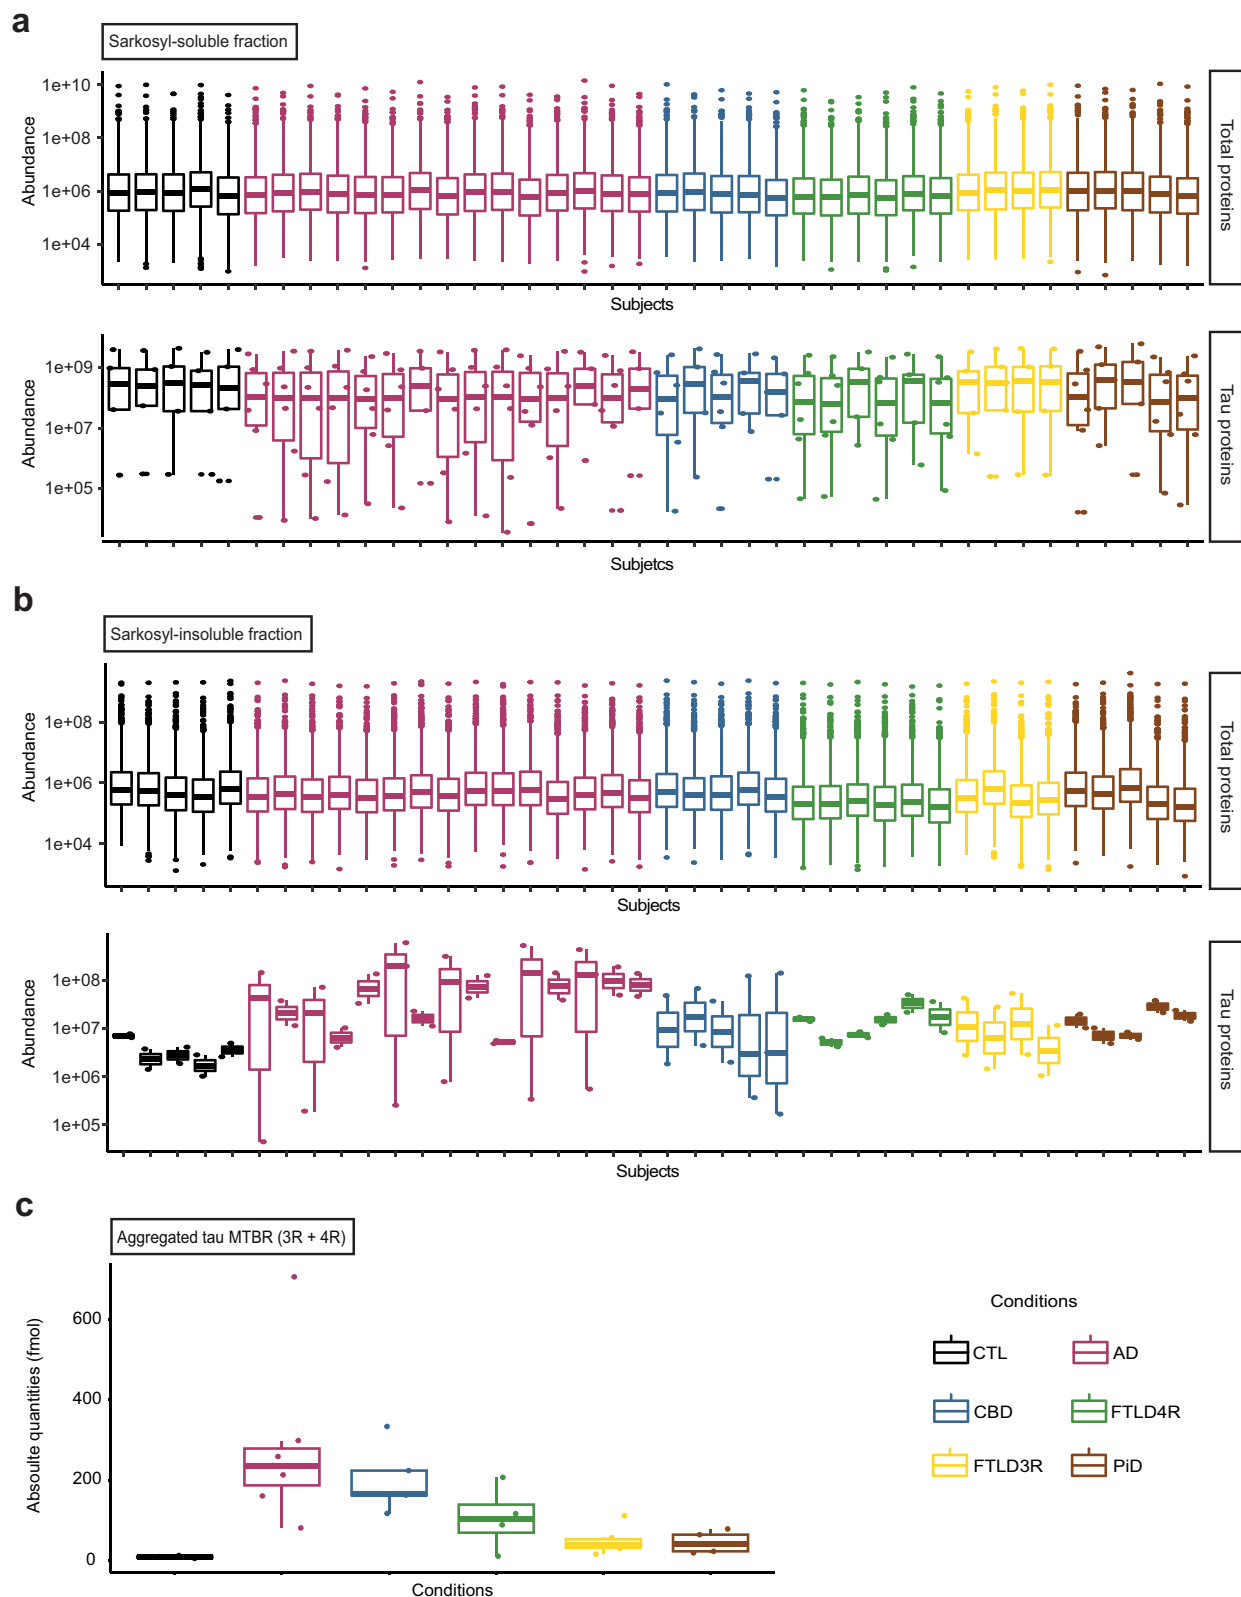 a
Sarkosyl-soluble fraction
1e+10
1e+08
1e+06
1e+04
Abundance
Total proteins
Subjects
1e+09
1e+07
1e+05
Abundance
Tau proteins
Subjetcs
b
Sarkosyl-insoluble fraction
1e+08
1e+06
1e+04
Abundance
Total proteins
Subjects
1e+08
1e+07
1e+06
1e+05
Abundance
Tau proteins
Subjects
c
Aggregated tau MTBR (3R + 4R)
600
400
200
0
Absoulte quantities (fmol)
Conditions
Conditions
CTL
AD
CBD
FTLD4R
FTLD3R
PiD